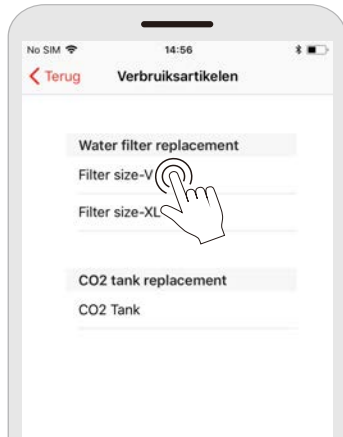 No SIM 14:56
Terug Verbruiksartikelen
Water filter replacement
Filter size-V
Filter size-XL
CO2 tank replacement
CO2 Tank